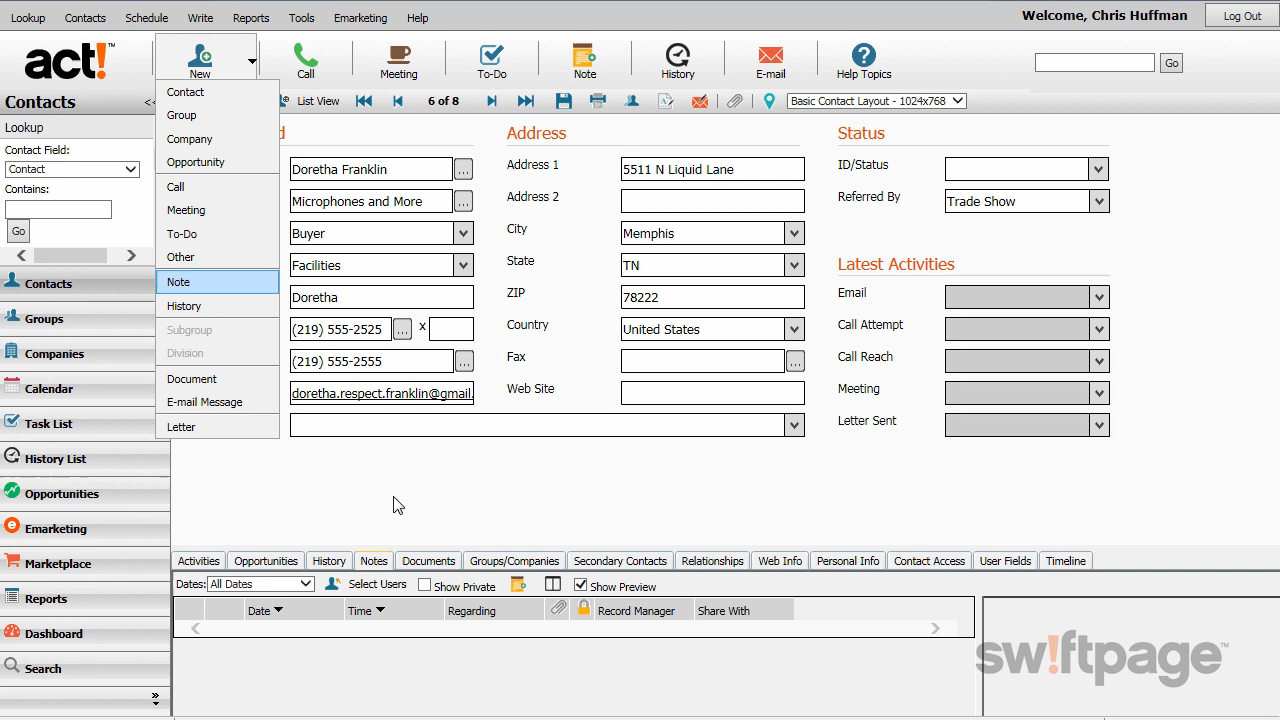 Lookup Contacts Schedule Write Reports Tools Emarketing Help Welcome, Chris Huffman Log Out
act!™ New Call Meeting To-Do Note History E-mail Help Topics Go
Contacts <<
List View 6 of 8 Basic Contact Layout - 1024x768
Lookup
Contact Field:
Contact
Contains:
Go
Contacts
Groups
Companies
Calendar
Task List
History List
Opportunities
Emarketing
Marketplace
Reports
Dashboard
Search
Contact
Group
Company
Opportunity
Call
Meeting
To-Do
Other
Note
History
Subgroup
Division
Document
E-mail Message
Letter
d
Doretha Franklin ...
Microphones and More ...
Buyer
Facilities
Doretha
(219) 555-2525 ... x
(219) 555-2555 ...
doretha.respect.franklin@gmail.
Address
Address 1 5511 N Liquid Lane
Address 2
City Memphis
State TN
ZIP 78222
Country United States
Fax ...
Web Site
Status
ID/Status
Referred By Trade Show
Latest Activities
Email
Call Attempt
Call Reach
Meeting
Letter Sent
Activities Opportunities History Notes Documents Groups/Companies Secondary Contacts Relationships Web Info Personal Info Contact Access User Fields Timeline
Dates: All Dates Select Users Show Private Show Preview
Date Time Regarding Record Manager Share With
sw!ftpage™